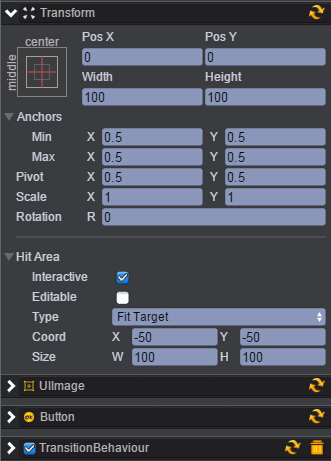 Transform
center
middle
Pos X Pos Y
0 0
Width Height
100 100
Anchors
Min X 0.5 Y 0.5
Max X 0.5 Y 0.5
Pivot X 0.5 Y 0.5
Scale X 1 Y 1
Rotation R 0
Hit Area
Interactive
Editable
Type Fit Target
Coord X -50 Y -50
Size W 100 H 100
UIImage
Button
TransitionBehaviour